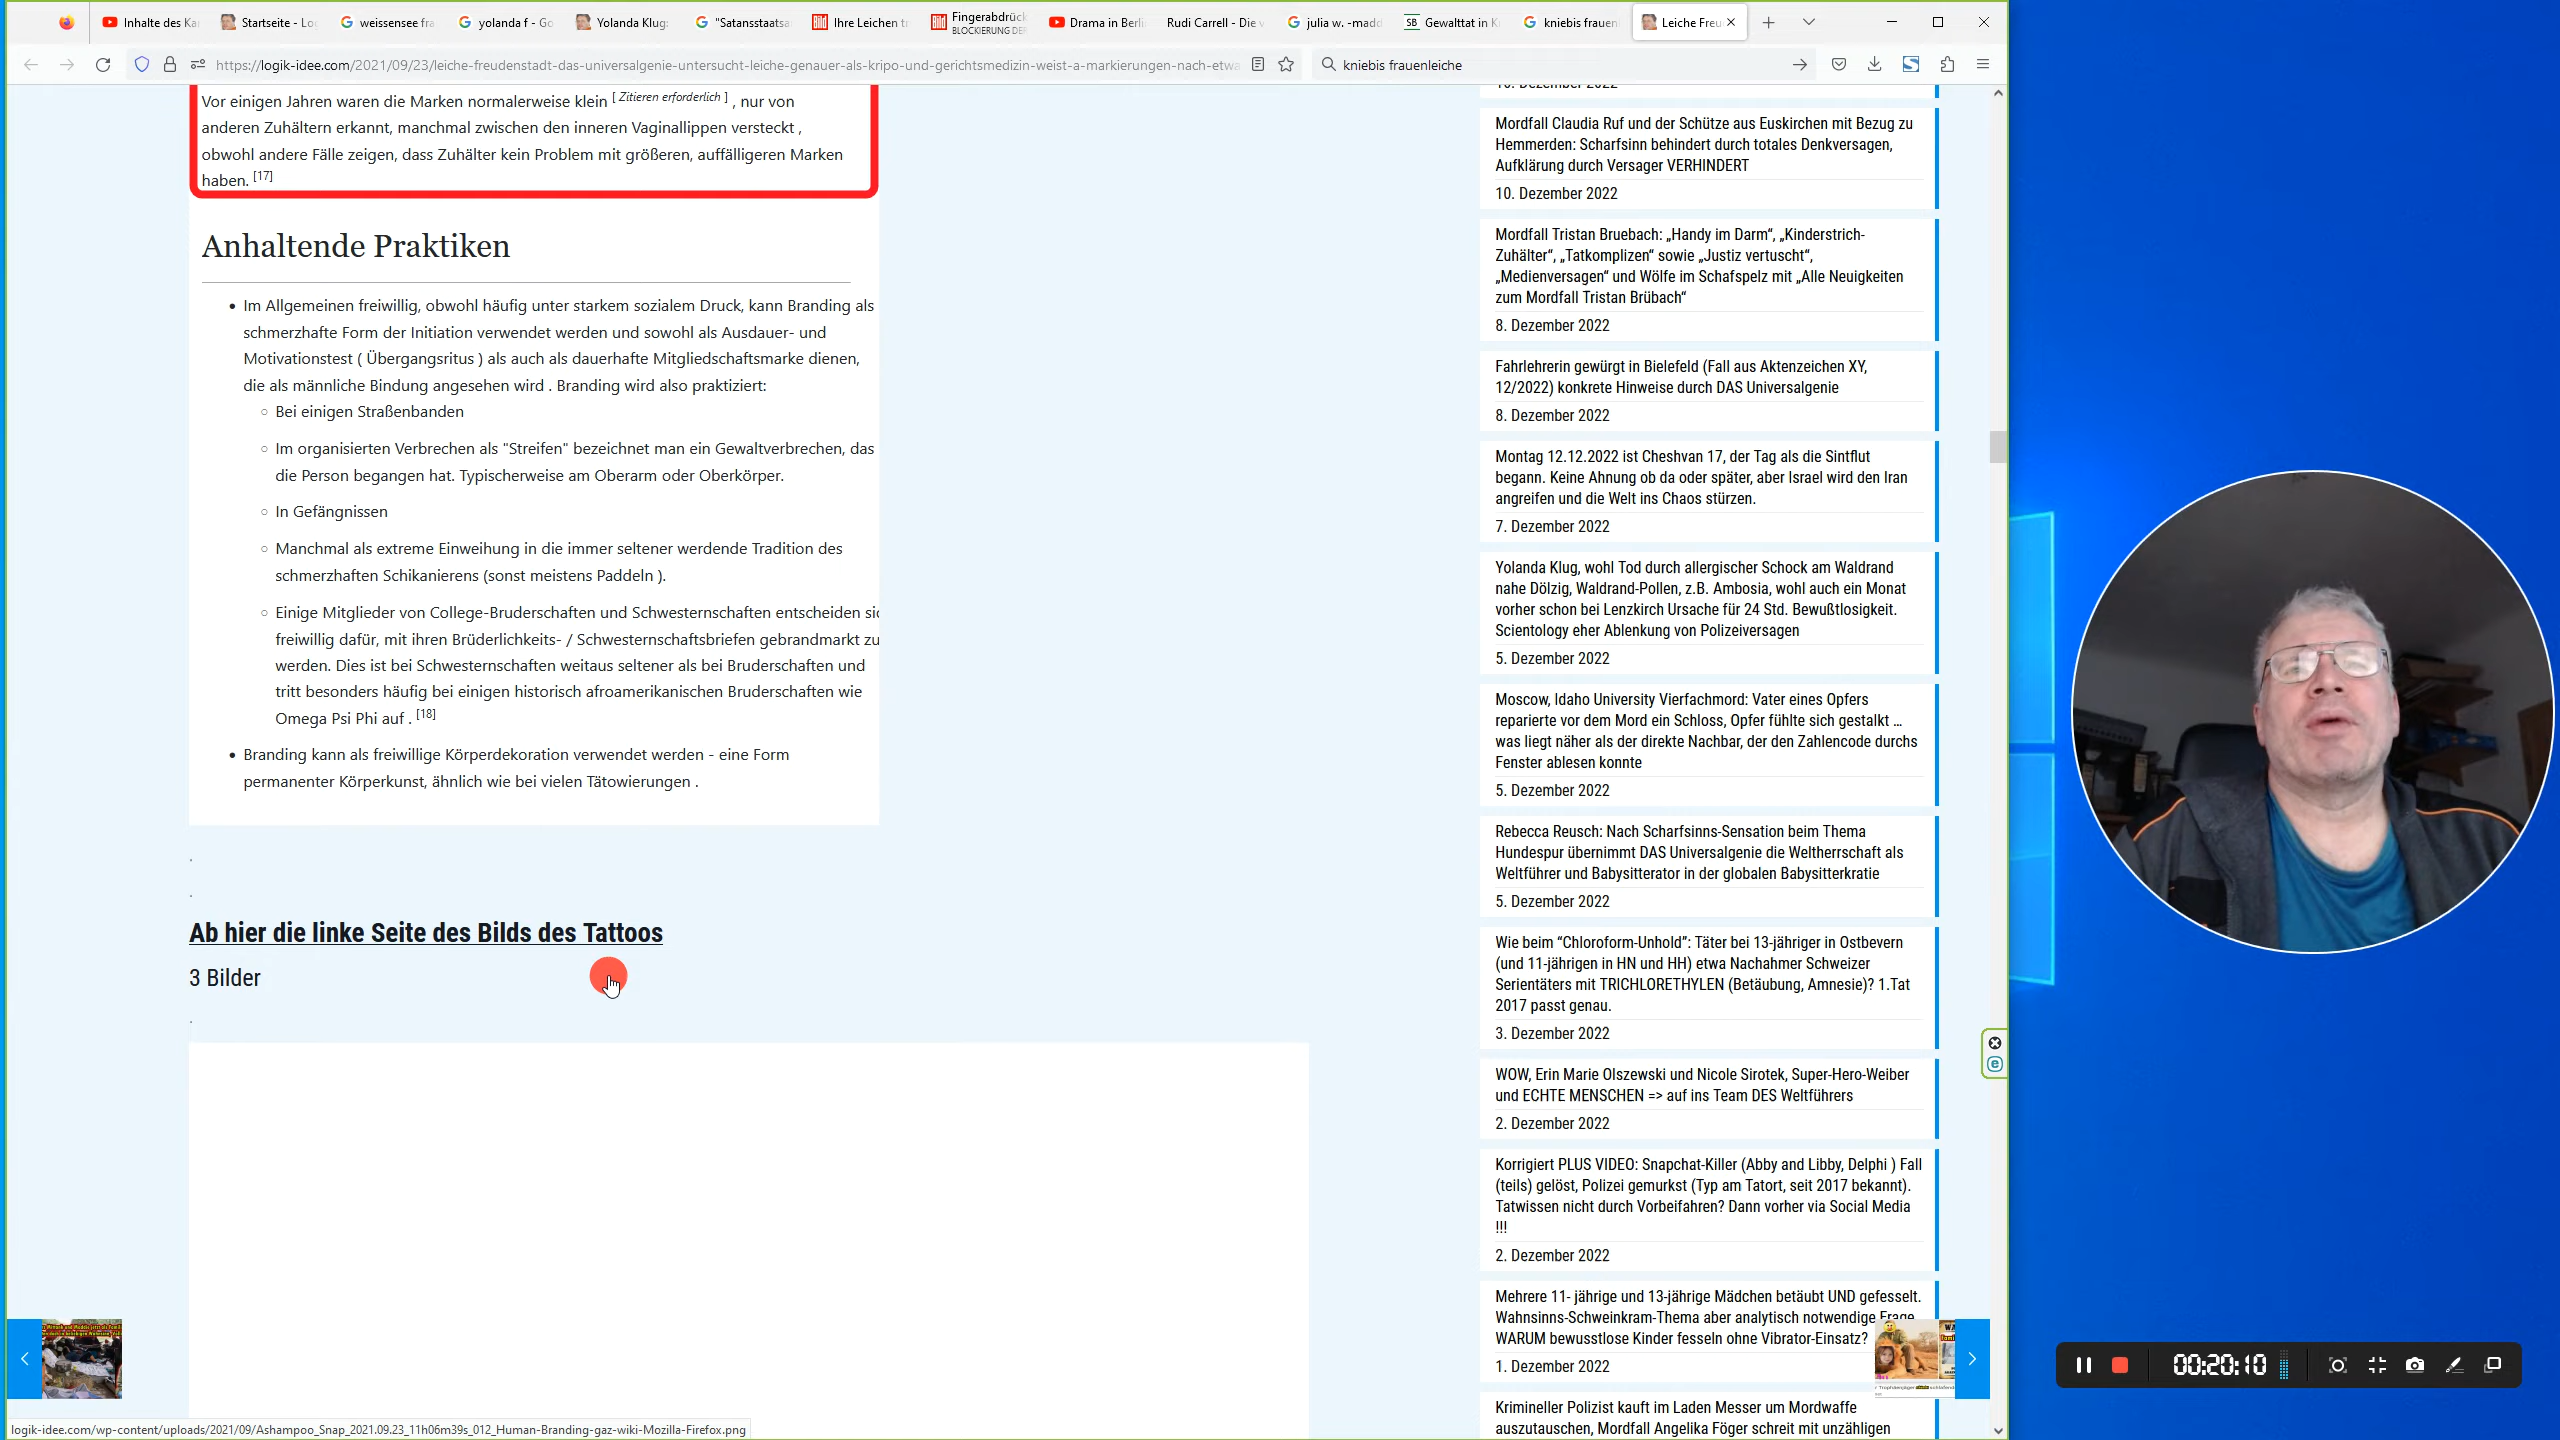 Inhalte des Ka
Startseite - Lo
weissensee fra
yolanda f - Go
Yolanda Klug:
"Satansstaatsa
Ihre Leichen t
Fingerabdrück
BLOCKIERUNG DE
Drama in Berli
Rudi Carrell - Die v
julia w. -madd
Gewalttat in K
kniebis frauen
Leiche Freu
https://logik-idee.com/2021/09/23/leiche-freudenstadt-das-universalgenie-untersucht-leiche-genauer-als-kripo-und-gerichtsmedizin-weist-a-markierungen-nach-etwa
kniebis frauenleiche
Vor einigen Jahren waren die Marken normalerweise klein [ Zitieren erforderlich ] , nur von
anderen Zuhältern erkannt, manchmal zwischen den inneren Vaginallippen versteckt ,
obwohl andere Fälle zeigen, dass Zuhälter kein Problem mit größeren, auffälligeren Marken
haben. [17]
Anhaltende Praktiken
• Im Allgemeinen freiwillig, obwohl häufig unter starkem sozialem Druck, kann Branding als
schmerzhafte Form der Initiation verwendet werden und sowohl als Ausdauer- und
Motivationstest ( Übergangsritus ) als auch als dauerhafte Mitgliedschaftsmarke dienen,
die als männliche Bindung angesehen wird . Branding wird also praktiziert:
○ Bei einigen Straßenbanden
○ Im organisierten Verbrechen als "Streifen" bezeichnet man ein Gewaltverbrechen, das
die Person begangen hat. Typischerweise am Oberarm oder Oberkörper.
○ In Gefängnissen
○ Manchmal als extreme Einweihung in die immer seltener werdende Tradition des
schmerzhaften Schikanierens (sonst meistens Paddeln ).
○ Einige Mitglieder von College-Bruderschaften und Schwesternschaften entscheiden sic
freiwillig dafür, mit ihren Brüderlichkeits- / Schwesternschaftsbriefen gebrandmarkt zu
werden. Dies ist bei Schwesternschaften weitaus seltener als bei Bruderschaften und
tritt besonders häufig bei einigen historisch afroamerikanischen Bruderschaften wie
Omega Psi Phi auf . [18]
• Branding kann als freiwillige Körperdekoration verwendet werden - eine Form
permanenter Körperkunst, ähnlich wie bei vielen Tätowierungen .
.
.
Ab hier die linke Seite des Bilds des Tattoos
3 Bilder
.
10. Dezember 2022
Mordfall Claudia Ruf und der Schütze aus Euskirchen mit Bezug zu
Hemmerden: Scharfsinn behindert durch totales Denkversagen,
Aufklärung durch Versager VERHINDERT
10. Dezember 2022
Mordfall Tristan Bruebach: „Handy im Darm“, „Kinderstrich-
Zuhälter“, „Tatkomplizen“ sowie „Justiz vertuscht“,
„Medienversagen“ und Wölfe im Schafspelz mit „Alle Neuigkeiten
zum Mordfall Tristan Brübach“
8. Dezember 2022
Fahrlehrerin gewürgt in Bielefeld (Fall aus Aktenzeichen XY,
12/2022) konkrete Hinweise durch DAS Universalgenie
8. Dezember 2022
Montag 12.12.2022 ist Cheshvan 17, der Tag als die Sintflut
begann. Keine Ahnung ob da oder später, aber Israel wird den Iran
angreifen und die Welt ins Chaos stürzen.
7. Dezember 2022
Yolanda Klug, wohl Tod durch allergischer Schock am Waldrand
nahe Dölzig, Waldrand-Pollen, z.B. Ambosia, wohl auch ein Monat
vorher schon bei Lenzkirch Ursache für 24 Std. Bewußtlosigkeit.
Scientology eher Ablenkung von Polizeiversagen
5. Dezember 2022
Moscow, Idaho University Vierfachmord: Vater eines Opfers
reparierte vor dem Mord ein Schloss, Opfer fühlte sich gestalkt …
was liegt näher als der direkte Nachbar, der den Zahlencode durchs
Fenster ablesen konnte
5. Dezember 2022
Rebecca Reusch: Nach Scharfsinns-Sensation beim Thema
Hundespur übernimmt DAS Universalgenie die Weltherrschaft als
Weltführer und Babysitterator in der globalen Babysitterkratie
5. Dezember 2022
Wie beim “Chloroform-Unhold”: Täter bei 13-jähriger in Ostbevern
(und 11-jährigen in HN und HH) etwa Nachahmer Schweizer
Serientäters mit TRICHLORETHYLEN (Betäubung, Amnesie)? 1.Tat
2017 passt genau.
3. Dezember 2022
WOW, Erin Marie Olszewski und Nicole Sirotek, Super-Hero-Weiber
und ECHTE MENSCHEN => auf ins Team DES Weltführers
2. Dezember 2022
Korrigiert PLUS VIDEO: Snapchat-Killer (Abby and Libby, Delphi ) Fall
(teils) gelöst, Polizei gemurkst (Typ am Tatort, seit 2017 bekannt).
Tatwissen nicht durch Vorbeifahren? Dann vorher via Social Media
!!!
2. Dezember 2022
Mehrere 11- jährige und 13-jährige Mädchen betäubt UND gefesselt.
Wahnsinns-Schweinkram-Thema aber analytisch notwendige Frage
WARUM bewusstlose Kinder fesseln ohne Vibrator-Einsatz?
1. Dezember 2022
Krimineller Polizist kauft im Laden Messer um Mordwaffe
auszutauschen, Mordfall Angelika Föger schreit mit unzähligen
00:20:10
logik-idee.com/wp-content/uploads/2021/09/Ashampoo_Snap_2021.09.23_11h06m39s_012_Human-Branding-gaz-wiki-Mozilla-Firefox.png